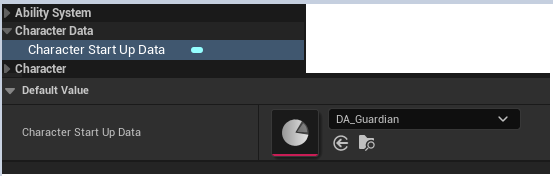 Ability System
Character Data
Character Start Up Data
Character
Default Value
Character Start Up Data
DA_Guardian